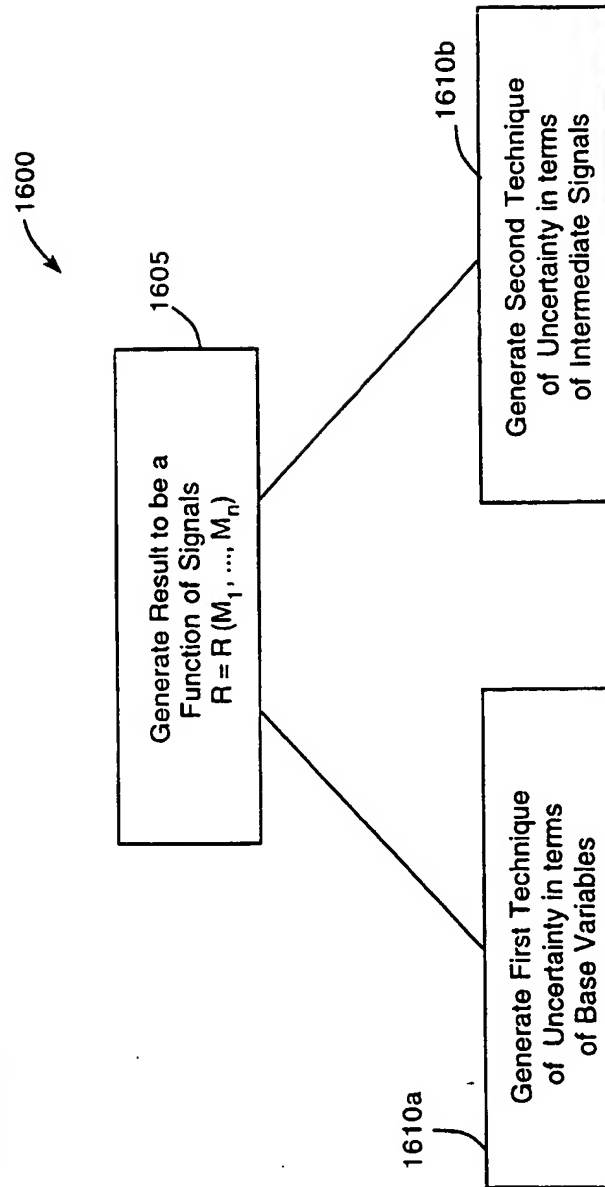 1600
1605
Generate Result to be a
Function of Signals
R = R (M₁, ..., Mₙ)
1610a
Generate First Technique
of Uncertainty in terms
of Base Variables
1610b
Generate Second Technique
of Uncertainty in terms
of Intermediate Signals